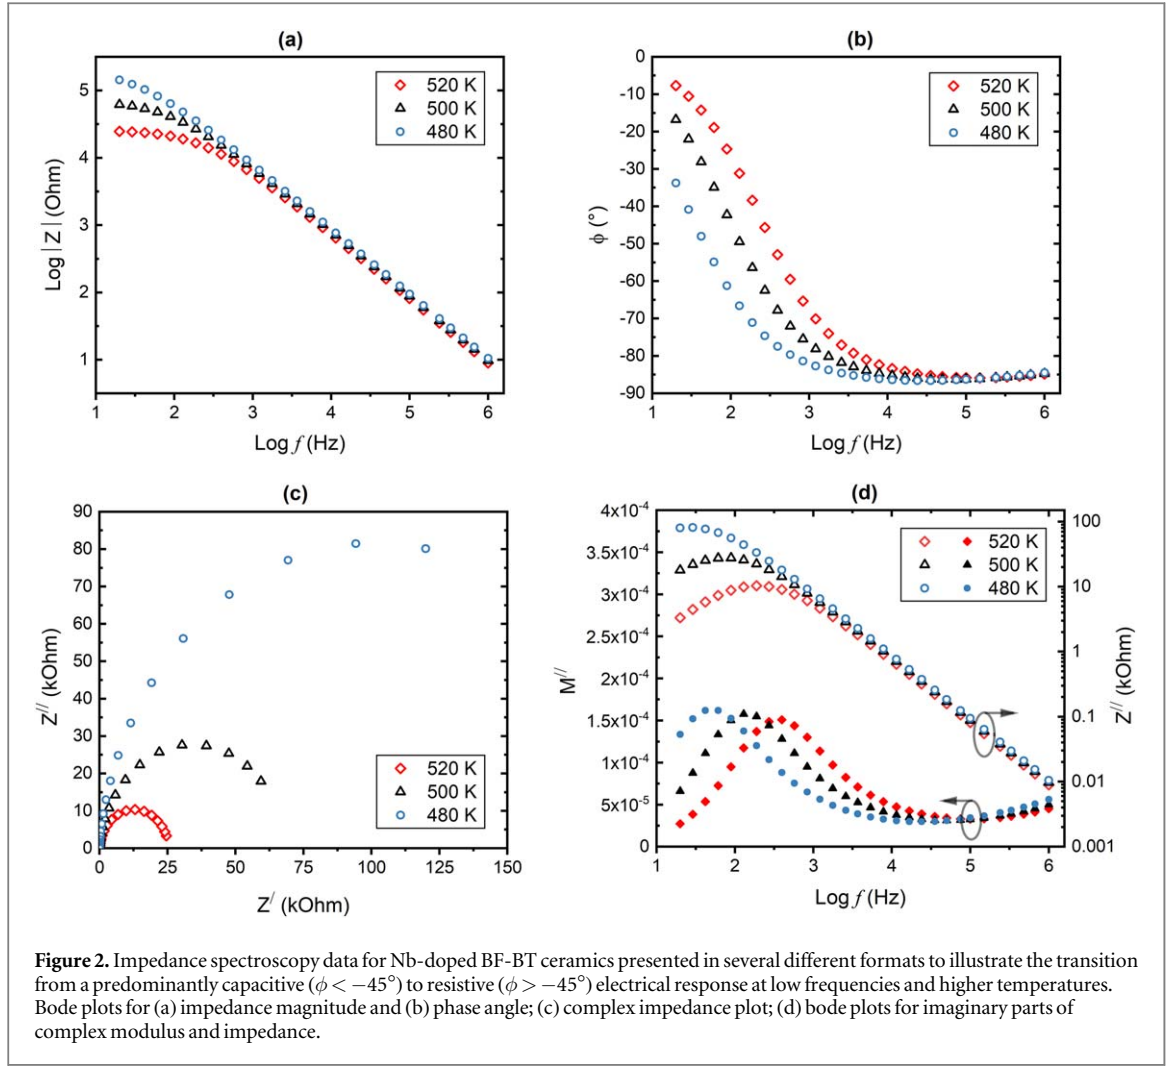 (a)
5
4
3
2
1
1 2 3 4 5 6
Log |Z| (Ohm)
Log f (Hz)
520 K
500 K
480 K
(b)
0
-10
-20
-30
-40
-50
-60
-70
-80
-90
1 2 3 4 5 6
ϕ (°)
Log f (Hz)
520 K
500 K
480 K
(c)
90
80
70
60
50
40
30
20
10
0
0 25 50 75 100 125 150
Z// (kOhm)
Z/ (kOhm)
520 K
500 K
480 K
(d)
4x10⁻⁴
3.5x10⁻⁴
3x10⁻⁴
2.5x10⁻⁴
2x10⁻⁴
1.5x10⁻⁴
1x10⁻⁴
5x10⁻⁵
0
1 2 3 4 5 6
M//
Log f (Hz)
100
10
1
0.1
0.01
0.001
Z// (kOhm)
520 K
500 K
480 K
Figure 2. Impedance spectroscopy data for Nb-doped BF-BT ceramics presented in several different formats to illustrate the transition
from a predominantly capacitive (ϕ < −45°) to resistive (ϕ > −45°) electrical response at low frequencies and higher temperatures.
Bode plots for (a) impedance magnitude and (b) phase angle; (c) complex impedance plot; (d) bode plots for imaginary parts of
complex modulus and impedance.